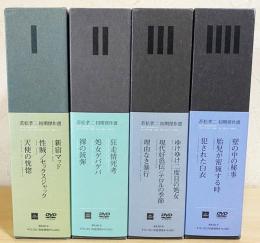 I
若松孝二 初期傑作選
新宿マッド
性賊/セックスジャック
天使の恍惚
DVD
II
若松孝二 初期傑作選
狂走情死考
処女ゲバゲバ
裸の銃弾
DVD
III
若松孝二 初期傑作選
ゆけゆけ二度目の処女
現代好色伝/テロルの季節
理由なき暴行
DVD
IIII
若松孝二 初期傑作選
壁の中の秘事
胎児が密猟する時
犯された白衣
DVD